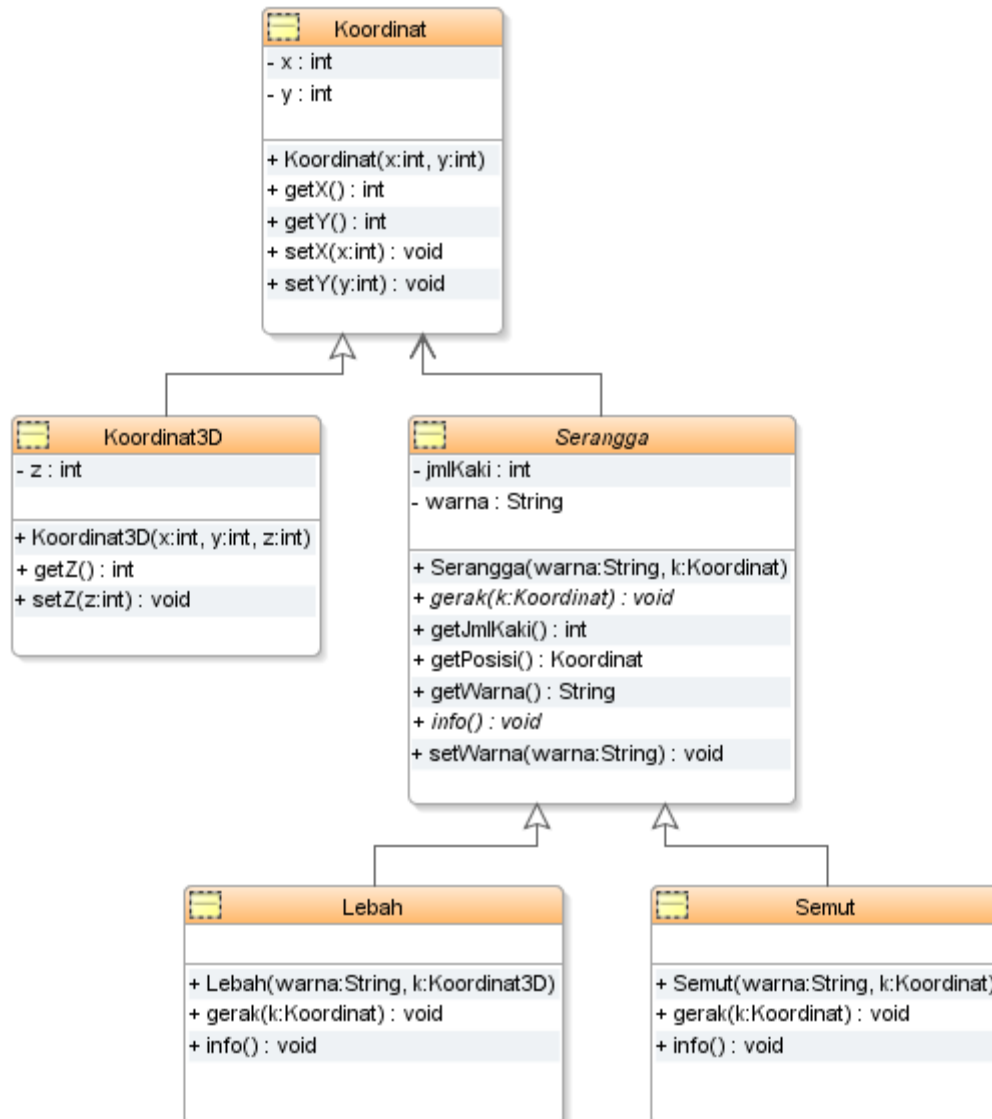 Koordinat
- x : int
- y : int
+ Koordinat(x:int, y:int)
+ getX() : int
+ getY() : int
+ setX(x:int) : void
+ setY(y:int) : void
Koordinat3D
- z : int
+ Koordinat3D(x:int, y:int, z:int)
+ getZ() : int
+ setZ(z:int) : void
Serangga
- jmlKaki : int
- warna : String
+ Serangga(warna:String, k:Koordinat)
+ gerak(k:Koordinat) : void
+ getJmlKaki() : int
+ getPosisi() : Koordinat
+ getWarna() : String
+ info() : void
+ setWarna(warna:String) : void
Lebah
+ Lebah(warna:String, k:Koordinat3D)
+ gerak(k:Koordinat) : void
+ info() : void
Semut
+ Semut(warna:String, k:Koordinat)
+ gerak(k:Koordinat) : void
+ info() : void